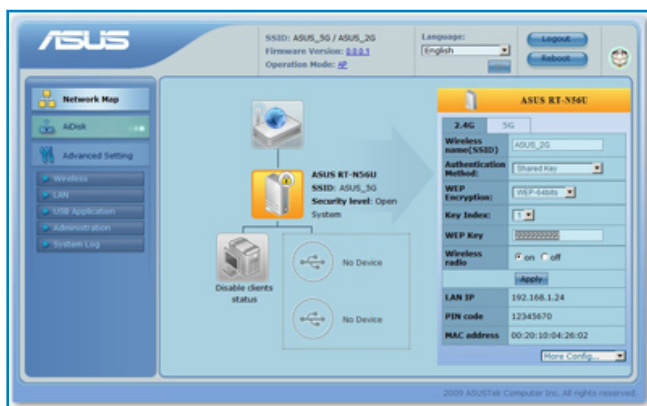 ASUS
SSID: ASUS_5G / ASUS_2G
Firmware Version: 0.0.0.1
Operation Mode: AP
Language:
English
Logout
Reboot
Network Map
AiDisk
Advanced Setting
Wireless
LAN
USB Application
Administration
System Log
ASUS RT-N56U
SSID: ASUS_5G
Security level: Open
System
Disable clients
status
No Device
No Device
ASUS RT-N56U
2.4G 5G
Wireless name(SSID) ASUS_2G
Authentication Method: Shared Key
WEP Encryption: WEP-64bits
Key Index:
WEP Key
Wireless radio on off
Apply
LAN IP 192.168.1.24
PIN code 12345670
MAC address 00:20:10:04:26:02
More Config...
2009 ASUSTek Computer Inc. All rights reserved.